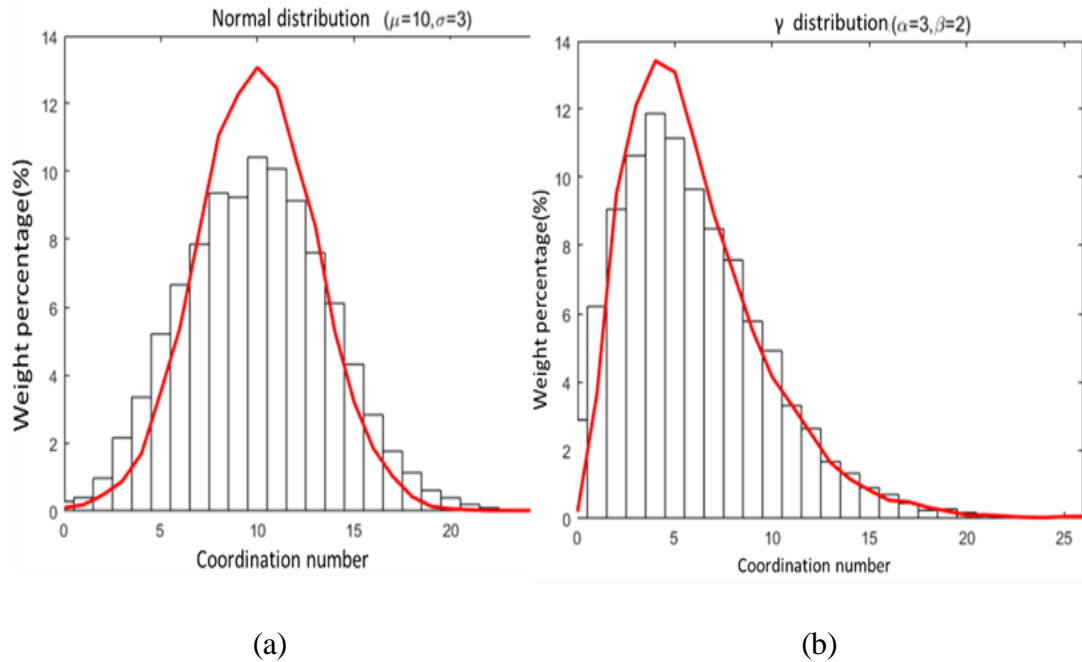 Normal distribution (μ=10,σ=3)
14
12
10
8
6
4
2
0
Weight percentage(%)
0 5 10 15 20
Coordination number
(a)
γ distribution (α=3,β=2)
14
12
10
8
6
4
2
0
Weight percentage(%)
0 5 10 15 20 25
Coordination number
(b)